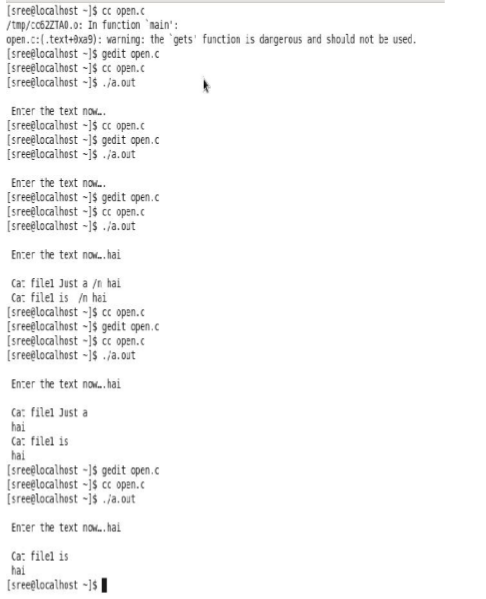 [sree@localhost ~]$ cc open.c
/tmp/cc62ZTA0.o: In function `main':
open.c:(.text+0xa9): warning: the `gets' function is dangerous and should not be used.
[sree@localhost ~]$ gedit open.c
[sree@localhost ~]$ cc open.c
[sree@localhost ~]$ ./a.out
Enter the text now...
[sree@localhost ~]$ cc open.c
[sree@localhost ~]$ gedit open.c
[sree@localhost ~]$ ./a.out
Enter the text now...
[sree@localhost ~]$ gedit open.c
[sree@localhost ~]$ cc open.c
[sree@localhost ~]$ ./a.out
Enter the text now...hai
Cat file1 Just a /n hai
Cat file1 is /n hai
[sree@localhost ~]$ cc open.c
[sree@localhost ~]$ gedit open.c
[sree@localhost ~]$ cc open.c
[sree@localhost ~]$ ./a.out
Enter the text now...hai
Cat file1 Just a
hai
Cat file1 is
hai
[sree@localhost ~]$ gedit open.c
[sree@localhost ~]$ cc open.c
[sree@localhost ~]$ ./a.out
Enter the text now...hai
Cat file1 is
hai
[sree@localhost ~]$